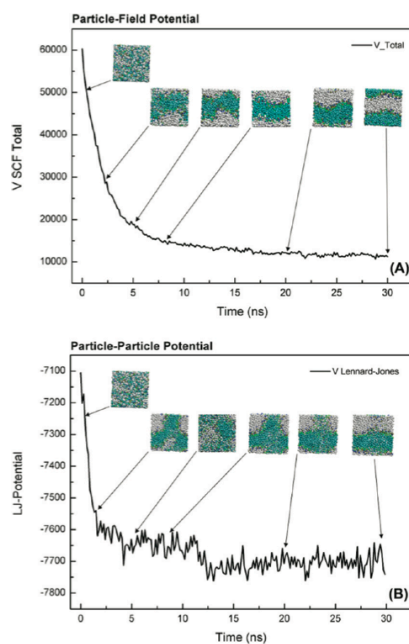 Particle-Field Potential
V_Total
60000
50000
40000
30000
20000
10000
V SCF Total
0 5 10 15 20 25 30
Time (ns)
(A)
Particle-Particle Potential
V Lennard-Jones
-7100
-7200
-7300
-7400
-7500
-7600
-7700
-7800
LJ-Potential
0 5 10 15 20 25 30
Time (ns)
(B)